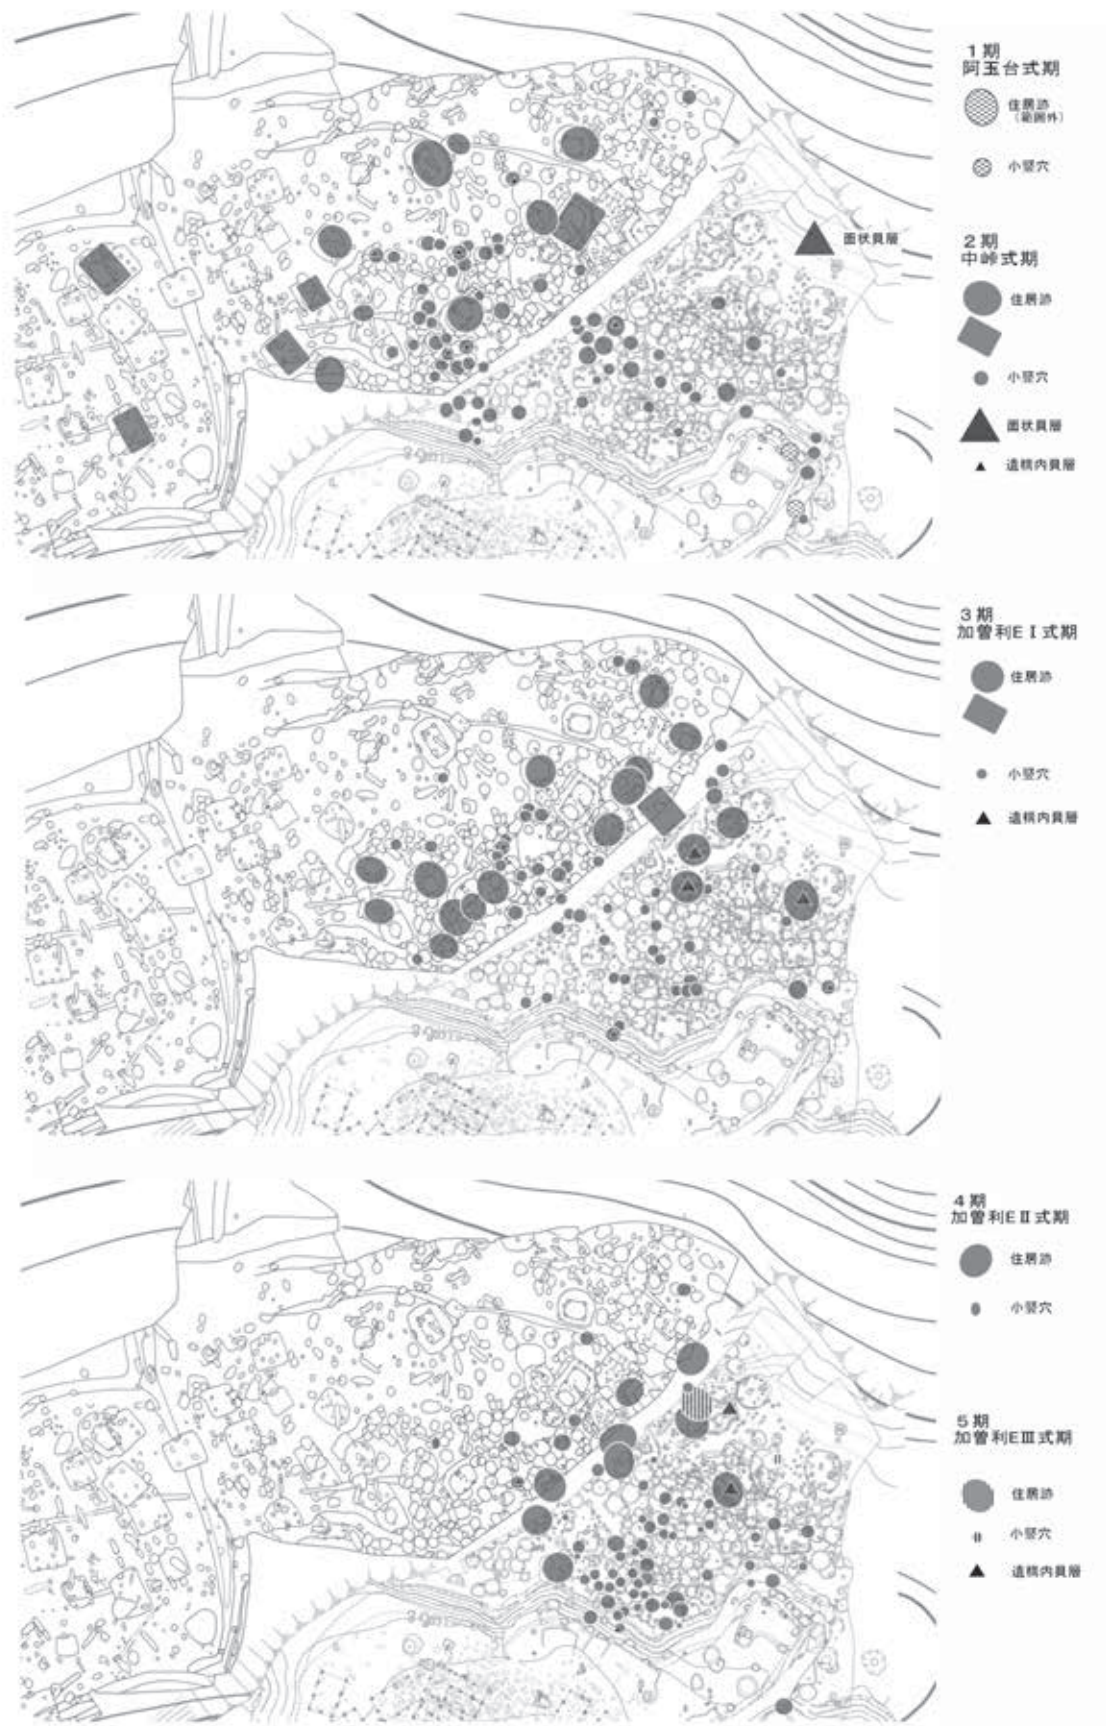 1期
阿玉台式期
住居跡
(範囲外)
小竪穴
面状貝層
2期
中峠式期
住居跡
小竪穴
面状貝層
遺構内貝層
3期
加曽利EⅠ式期
住居跡
小竪穴
遺構内貝層
4期
加曽利EⅡ式期
住居跡
小竪穴
5期
加曽利EⅢ式期
住居跡
小竪穴
遺構内貝層